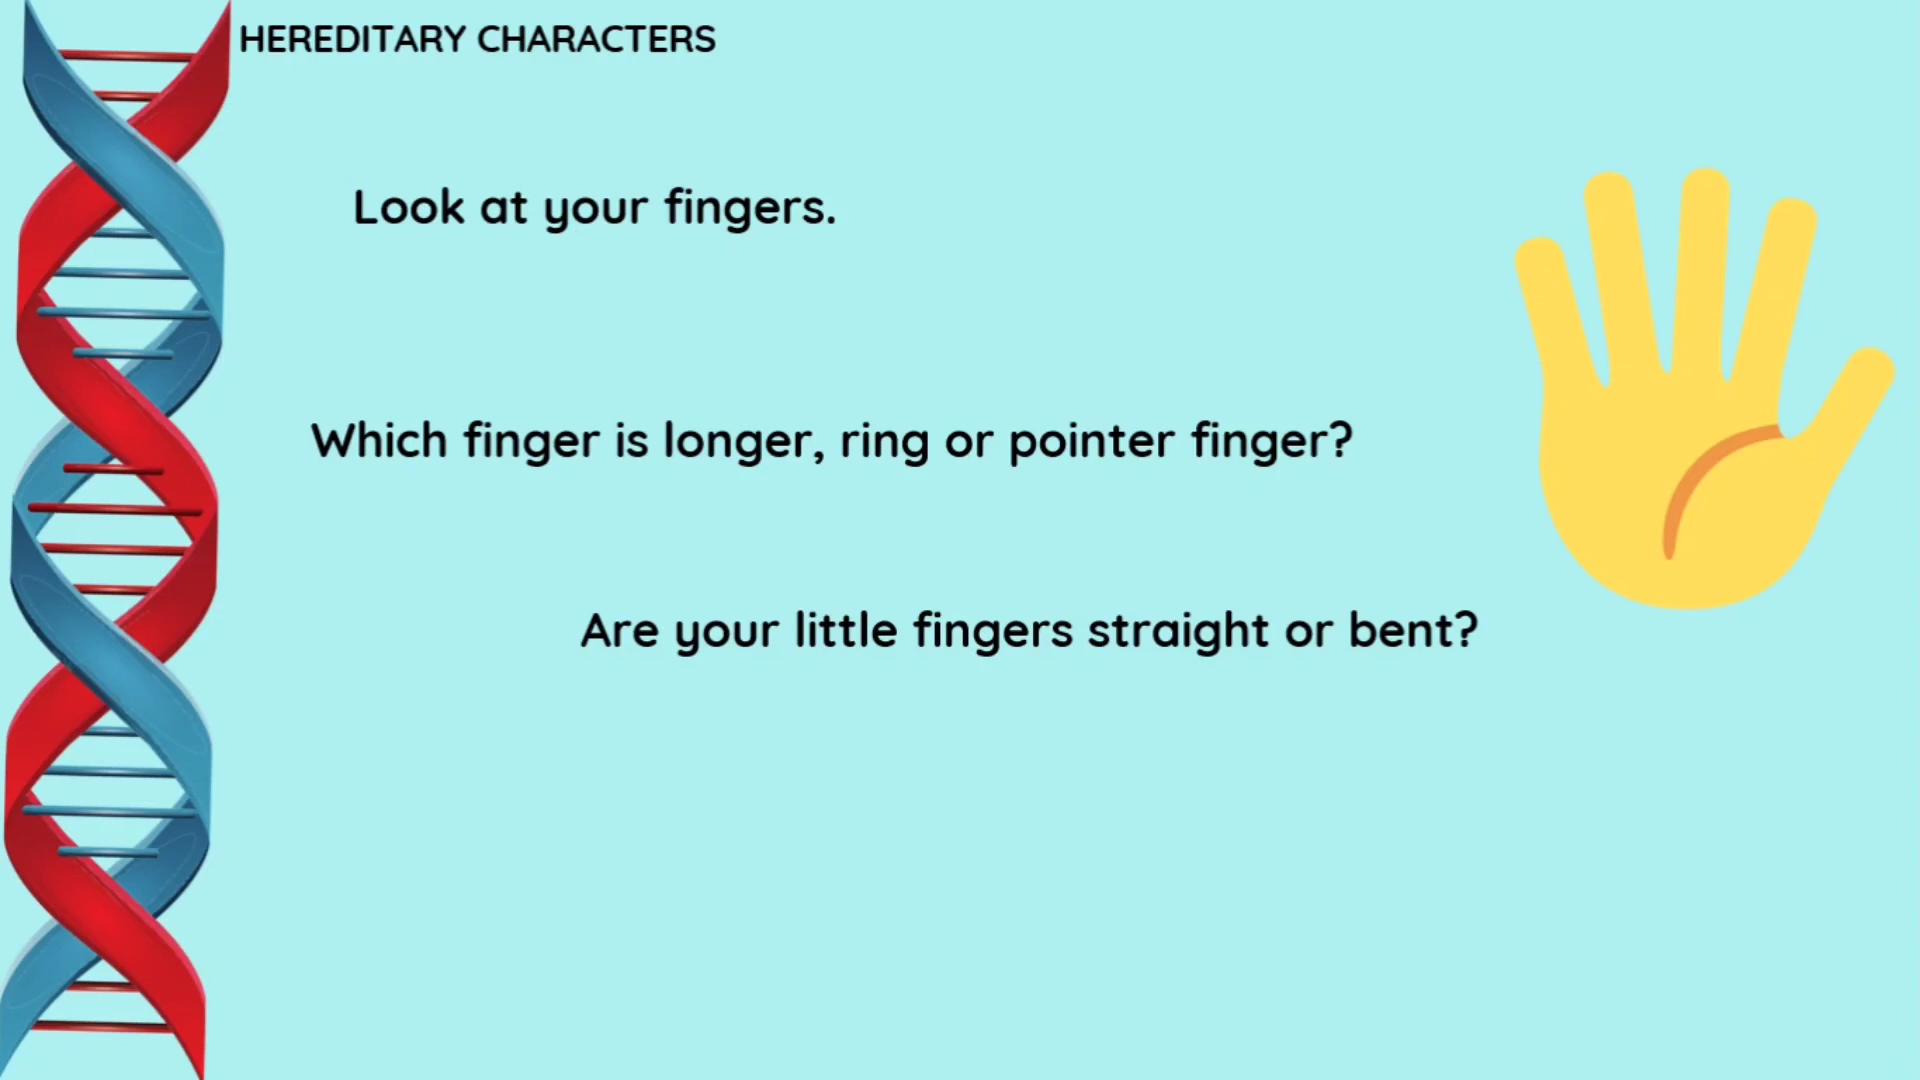 HEREDITARY CHARACTERS
Look at your fingers.
Which finger is longer, ring or pointer finger?
Are your little fingers straight or bent?